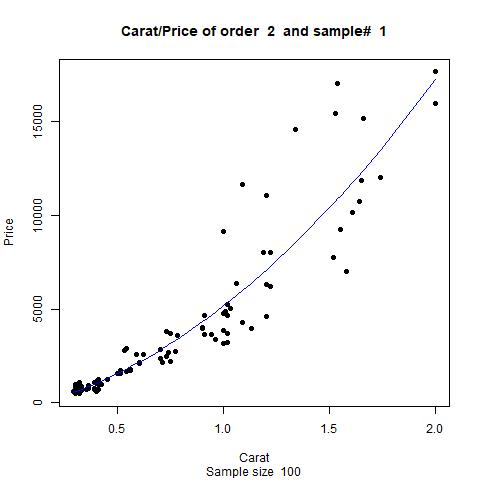 Carat/Price of order 2 and sample# 1
Price
15000
10000
5000
0
0.5 1.0 1.5 2.0
Carat
Sample size 100